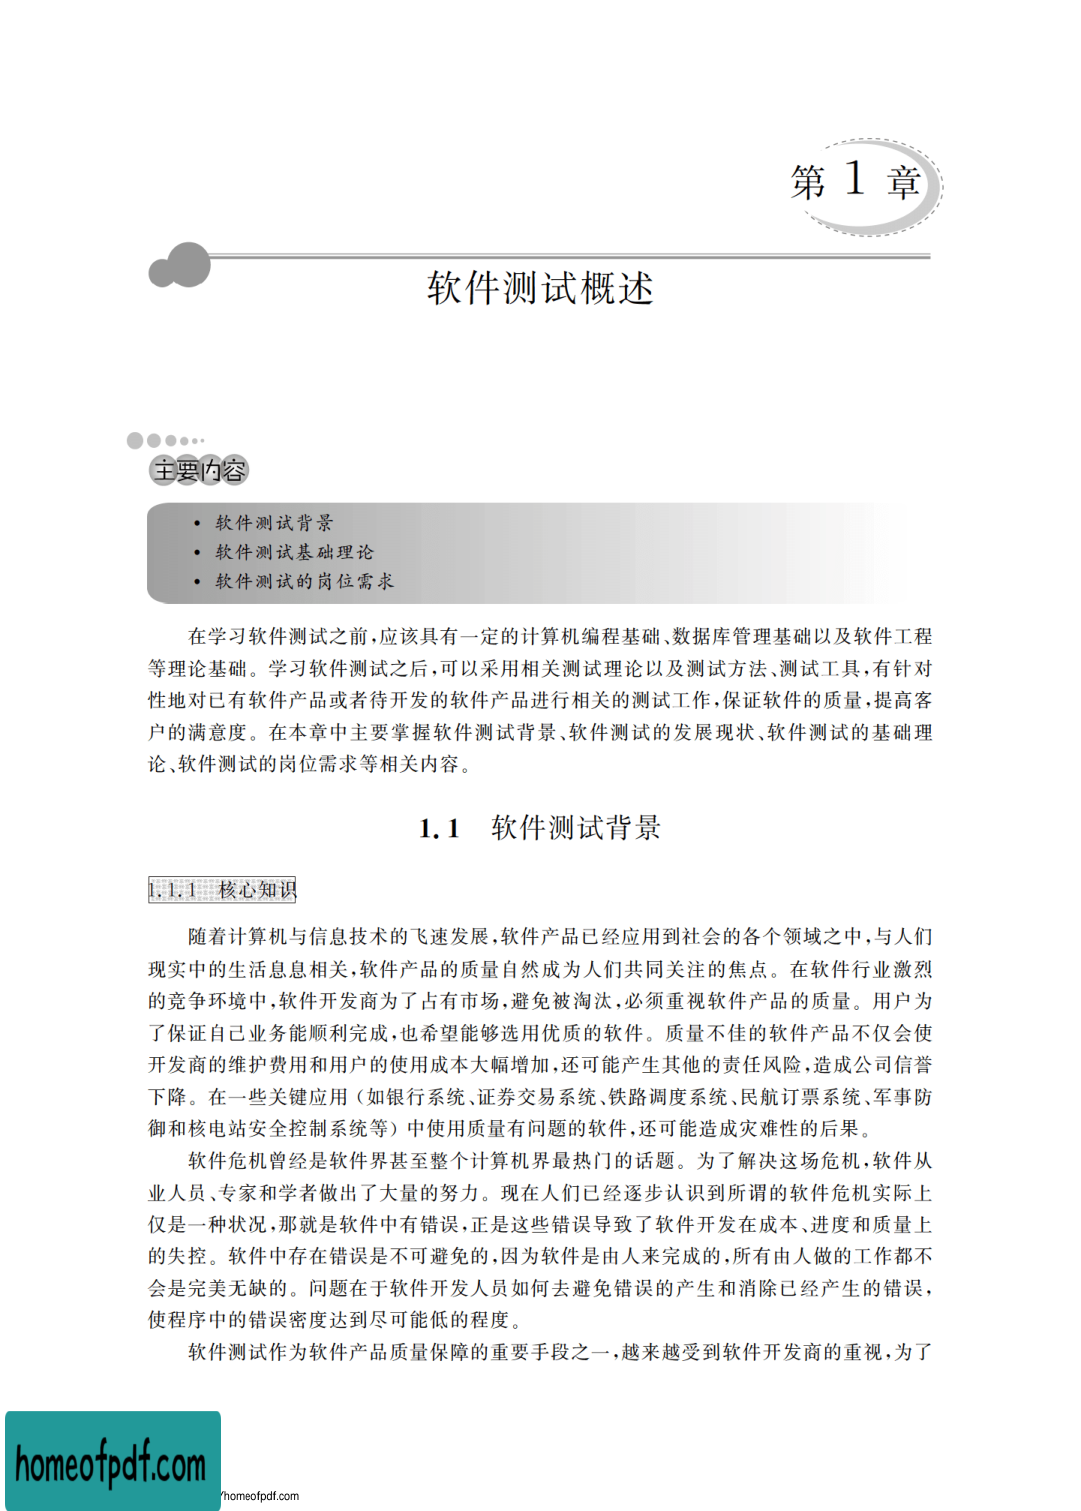 第 1 章
软件测试概述
主要内容
• 软件测试背景
• 软件测试基础理论
• 软件测试的岗位需求
在学习软件测试之前,应该具有一定的计算机编程基础、数据库管理基础以及软件工程
等理论基础。学习软件测试之后,可以采用相关测试理论以及测试方法、测试工具,有针对
性地对已有软件产品或者待开发的软件产品进行相关的测试工作,保证软件的质量,提高客
户的满意度。在本章中主要掌握软件测试背景、软件测试的发展现状、软件测试的基础理
论、软件测试的岗位需求等相关内容。
1.1 软件测试背景
1.1.1 核心知识
随着计算机与信息技术的飞速发展,软件产品已经应用到社会的各个领域之中,与人们
现实中的生活息息相关,软件产品的质量自然成为人们共同关注的焦点。在软件行业激烈
的竞争环境中,软件开发商为了占有市场,避免被淘汰,必须重视软件产品的质量。用户为
了保证自己业务能顺利完成,也希望能够选用优质的软件。质量不佳的软件产品不仅会使
开发商的维护费用和用户的使用成本大幅增加,还可能产生其他的责任风险,造成公司信誉
下降。在一些关键应用(如银行系统、证券交易系统、铁路调度系统、民航订票系统、军事防
御和核电站安全控制系统等)中使用质量有问题的软件,还可能造成灾难性的后果。
软件危机曾经是软件界甚至整个计算机界最热门的话题。为了解决这场危机,软件从
业人员、专家和学者做出了大量的努力。现在人们已经逐步认识到所谓的软件危机实际上
仅是一种状况,那就是软件中有错误,正是这些错误导致了软件开发在成本、进度和质量上
的失控。软件中存在错误是不可避免的,因为软件是由人来完成的,所有由人做的工作都不
会是完美无缺的。问题在于软件开发人员如何去避免错误的产生和消除已经产生的错误,
使程序中的错误密度达到尽可能低的程度。
软件测试作为软件产品质量保障的重要手段之一,越来越受到软件开发商的重视,为了
homeofpdf.com
/homeofpdf.com